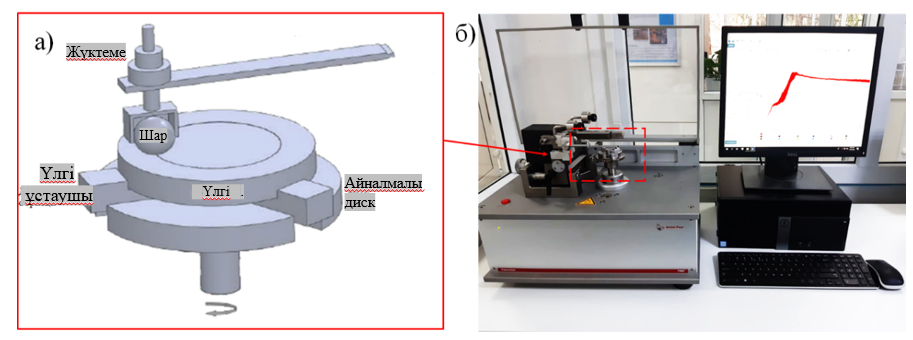 а)
Жүктеме
Шар
Үлгі
ұстаушы
Үлгі
Айналмалы
диск
б)